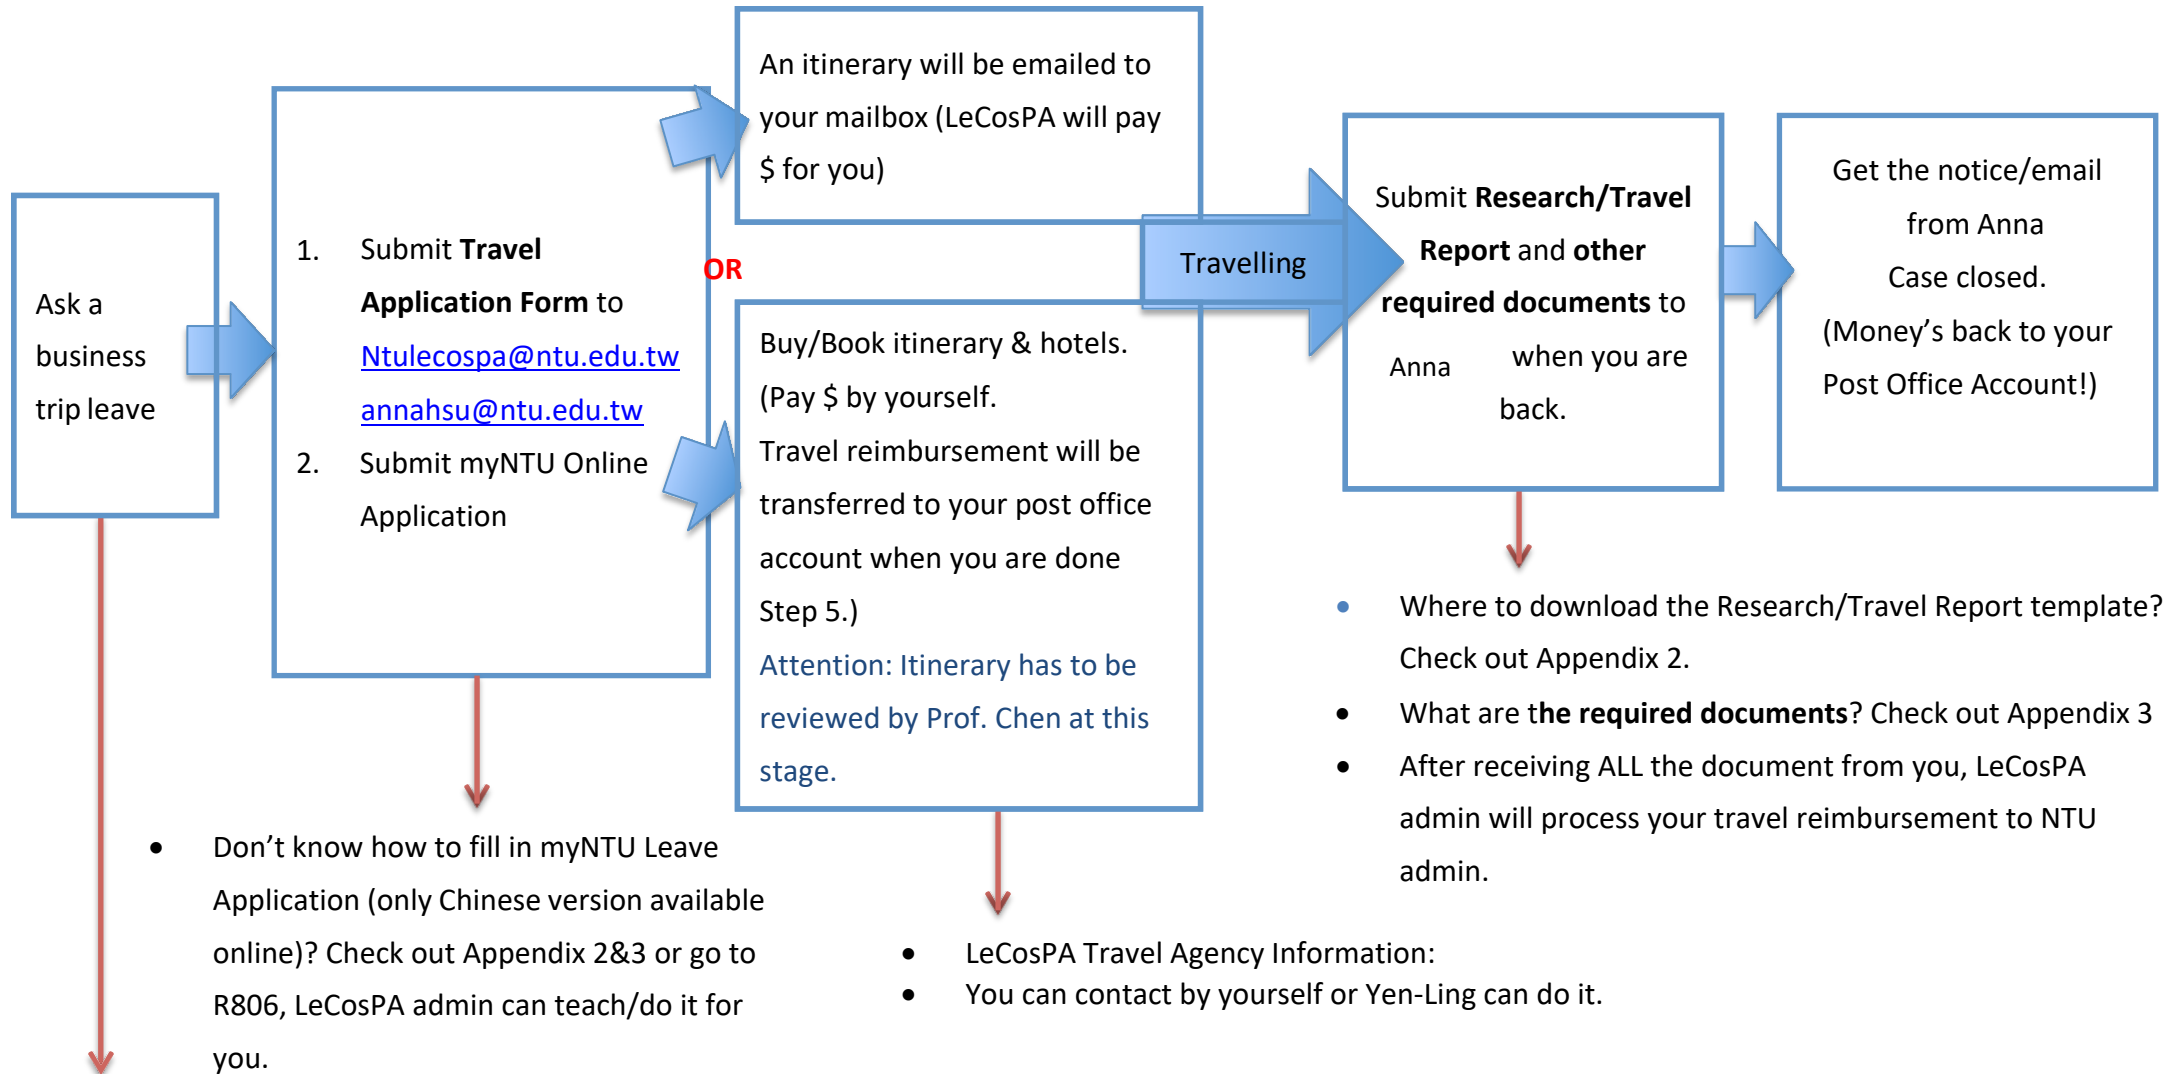 Ask a
business
trip leave
1. Submit Travel
Application Form to
Ntulecospa@ntu.edu.tw
annahsu@ntu.edu.tw
2. Submit myNTU Online
Application
An itinerary will be emailed to
your mailbox (LeCosPA will pay
$ for you)
OR
Buy/Book itinerary & hotels.
(Pay $ by yourself.
Travel reimbursement will be
transferred to your post office
account when you are done
Step 5.)
Attention: Itinerary has to be
reviewed by Prof. Chen at this
stage.
Travelling
Submit Research/Travel
Report and other
required documents to
Anna when you are
back.
Get the notice/email
from Anna
Case closed.
(Money’s back to your
Post Office Account!)
• Don’t know how to fill in myNTU Leave
Application (only Chinese version available
online)? Check out Appendix 2&3 or go to
R806, LeCosPA admin can teach/do it for
you.
• LeCosPA Travel Agency Information:
• You can contact by yourself or Yen-Ling can do it.
• Where to download the Research/Travel Report template?
Check out Appendix 2.
• What are the required documents? Check out Appendix 3
• After receiving ALL the document from you, LeCosPA
admin will process your travel reimbursement to NTU
admin.